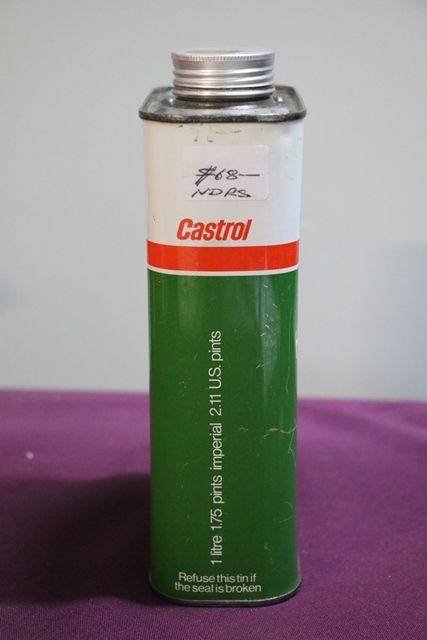 $68—
NDRS
Castrol
1 litre 1.75 pints imperial 2.11 U.S. pints
Refuse this tin if
the seal is broken